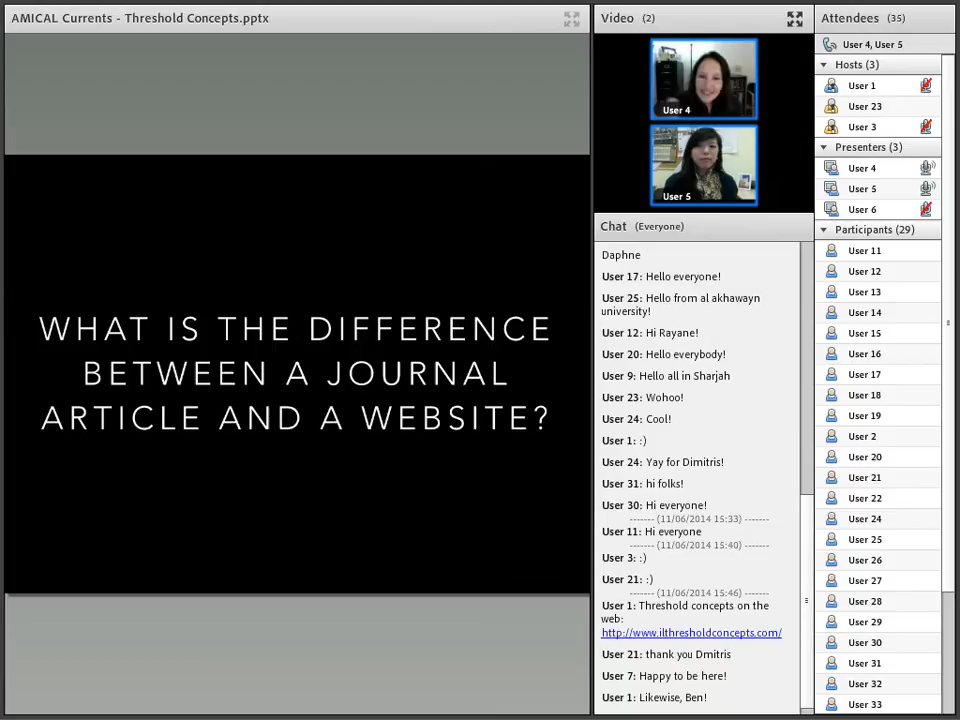 AMICAL Currents - Threshold Concepts.pptx
WHAT IS THE DIFFERENCE
BETWEEN A JOURNAL
ARTICLE AND A WEBSITE?
Video (2)
User 4
User 5
Chat (Everyone)
Daphne
User 17: Hello everyone!
User 25: Hello from al akhawayn
university!
User 12: Hi Rayane!
User 20: Hello everybody!
User 9: Hello all in Sharjah
User 23: Wohoo!
User 24: Cool!
User 1: :)
User 24: Yay for Dimitris!
User 31: hi folks!
User 30: Hi everyone!
------- (11/06/2014 15:33) -------
User 11: Hi everyone
------- (11/06/2014 15:40) -------
User 3: :)
User 21: :)
------- (11/06/2014 15:46) -------
User 1: Threshold concepts on the
web:
http://www.ilthresholdconcepts.com/
User 21: thank you Dmitris
User 7: Happy to be here!
User 1: Likewise, Ben!
Attendees (35)
User 4, User 5
Hosts (3)
User 1
User 23
User 3
Presenters (3)
User 4
User 5
User 6
Participants (29)
User 11
User 12
User 13
User 14
User 15
User 16
User 17
User 18
User 19
User 2
User 20
User 21
User 22
User 24
User 25
User 26
User 27
User 28
User 29
User 30
User 31
User 32
User 33